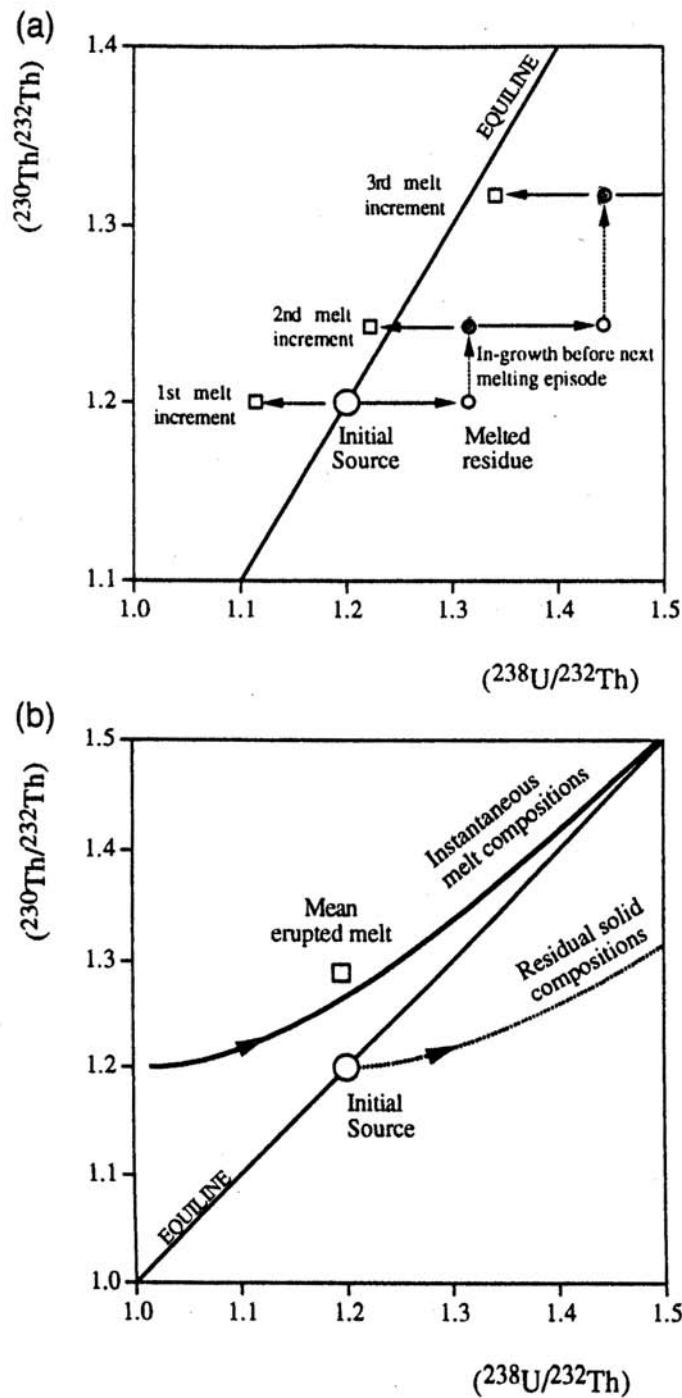 (a)
(²³⁰Th/²³²Th)
1.4
1.3
1.2
1.1
EQUILINE
3rd melt
increment
2nd melt
increment
1st melt
increment
In-growth before next
melting episode
Initial
Source
Melted
residue
1.0
1.1
1.2
1.3
1.4
1.5
(²³⁸U/²³²Th)
(b)
(²³⁰Th/²³²Th)
1.5
1.4
1.3
1.2
1.1
1.0
Instantaneous
melt compositions
Mean
erupted melt
Residual solid
compositions
Initial
Source
EQUILINE
1.0
1.1
1.2
1.3
1.4
1.5
(²³⁸U/²³²Th)